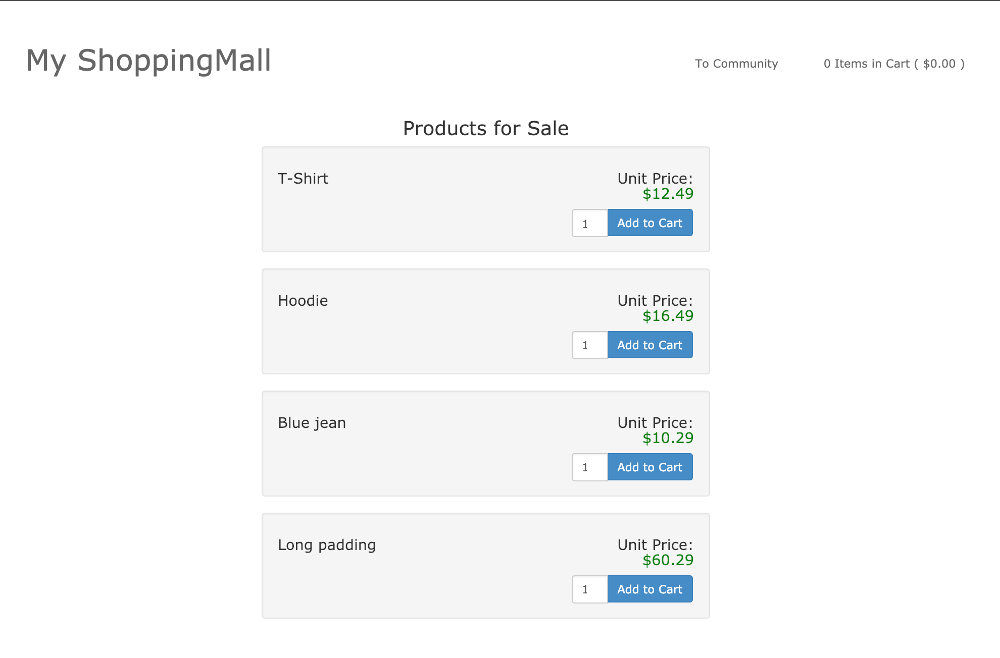 My ShoppingMall
To Community
0 Items in Cart ( $0.00 )
Products for Sale
T-Shirt
Unit Price:
$12.49
1
Add to Cart
Hoodie
Unit Price:
$16.49
1
Add to Cart
Blue jean
Unit Price:
$10.29
1
Add to Cart
Long padding
Unit Price:
$60.29
1
Add to Cart